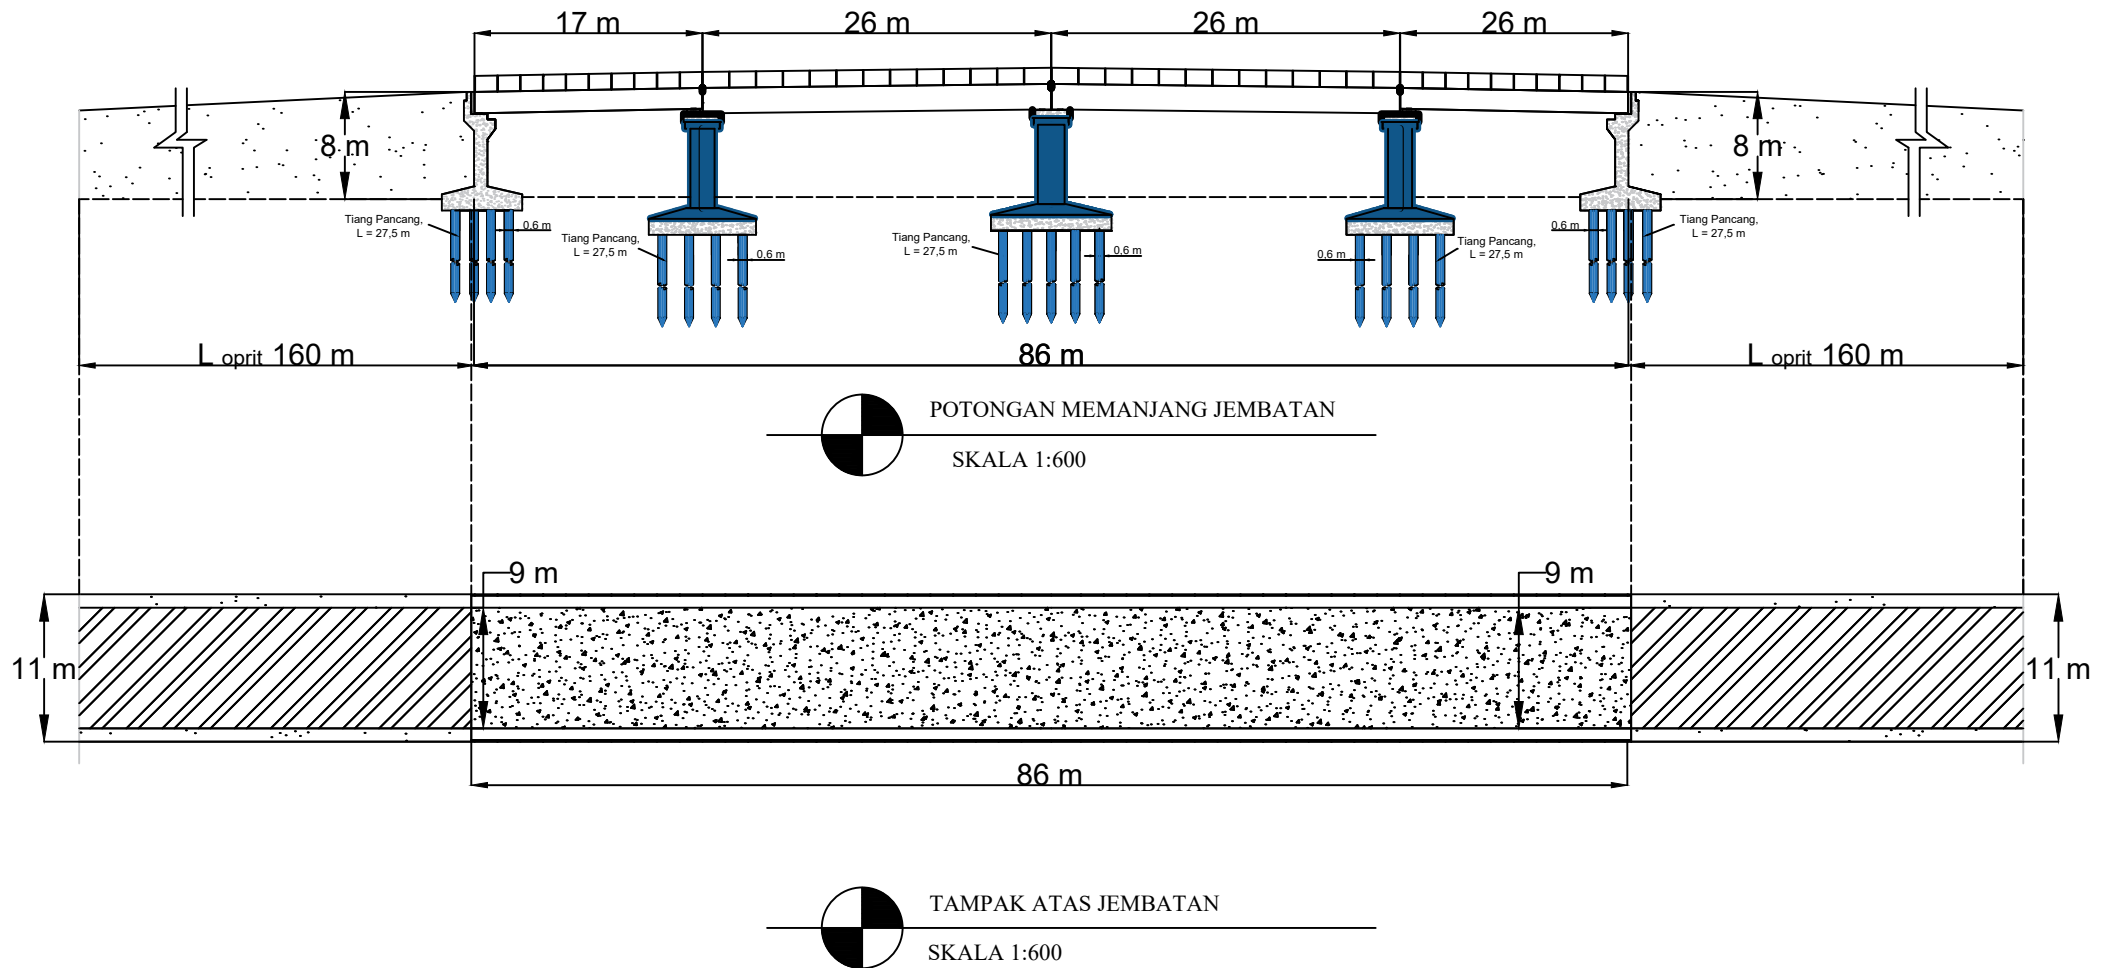 17 m
26 m
26 m
26 m
8 m
8 m
Tiang Pancang,
L = 27,5 m
0,6 m
Tiang Pancang,
L = 27,5 m
0,6 m
Tiang Pancang,
L = 27,5 m
0,6 m
0,6 m
Tiang Pancang,
L = 27,5 m
0,6 m
Tiang Pancang,
L = 27,5 m
L oprit 160 m
86 m
L oprit 160 m
POTONGAN MEMANJANG JEMBATAN
SKALA 1:600
9 m
9 m
11 m
11 m
86 m
TAMPAK ATAS JEMBATAN
SKALA 1:600